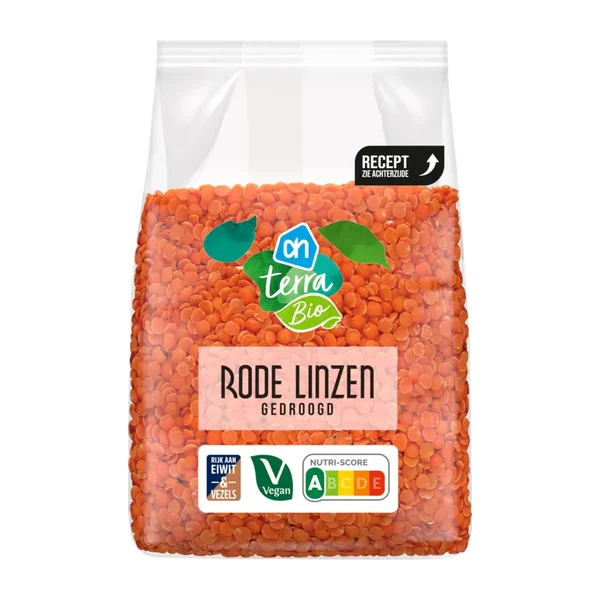 RECEPT
ZIE ACHTERZIJDE
ah
terra
Bio
RODE LINZEN
GEDROOGD
RIJK AAN
EIWIT
&
VEZELS
V
Vegan
NUTRI-SCORE
A B C D E